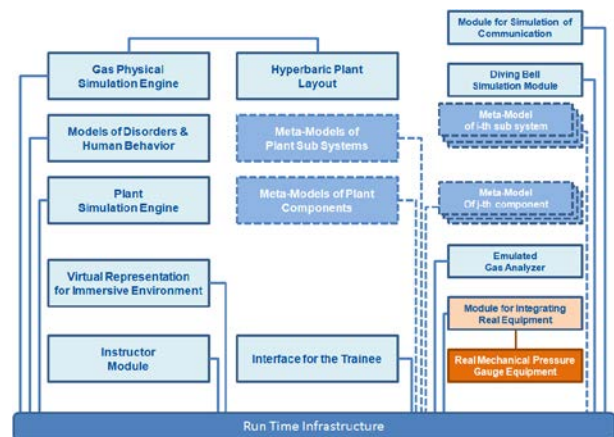 Gas Physical
Simulation Engine
Hyperbaric Plant
Layout
Module for Simulation of
Communication
Diving Bell
Simulation Module
Models of Disorders &
Human Behavior
Meta-Models of
Plant Sub Systems
Meta-Model
of i-th sub system
Plant
Simulation Engine
Meta-Models of Plant
Components
Meta-Model
Of j-th component
Virtual Representation
for Immersive Environment
Emulated
Gas Analyzer
Module for Integrating
Real Equipment
Instructor
Module
Interface for the Trainee
Real Mechanical Pressure
Gauge Equipment
Run Time Infrastructure